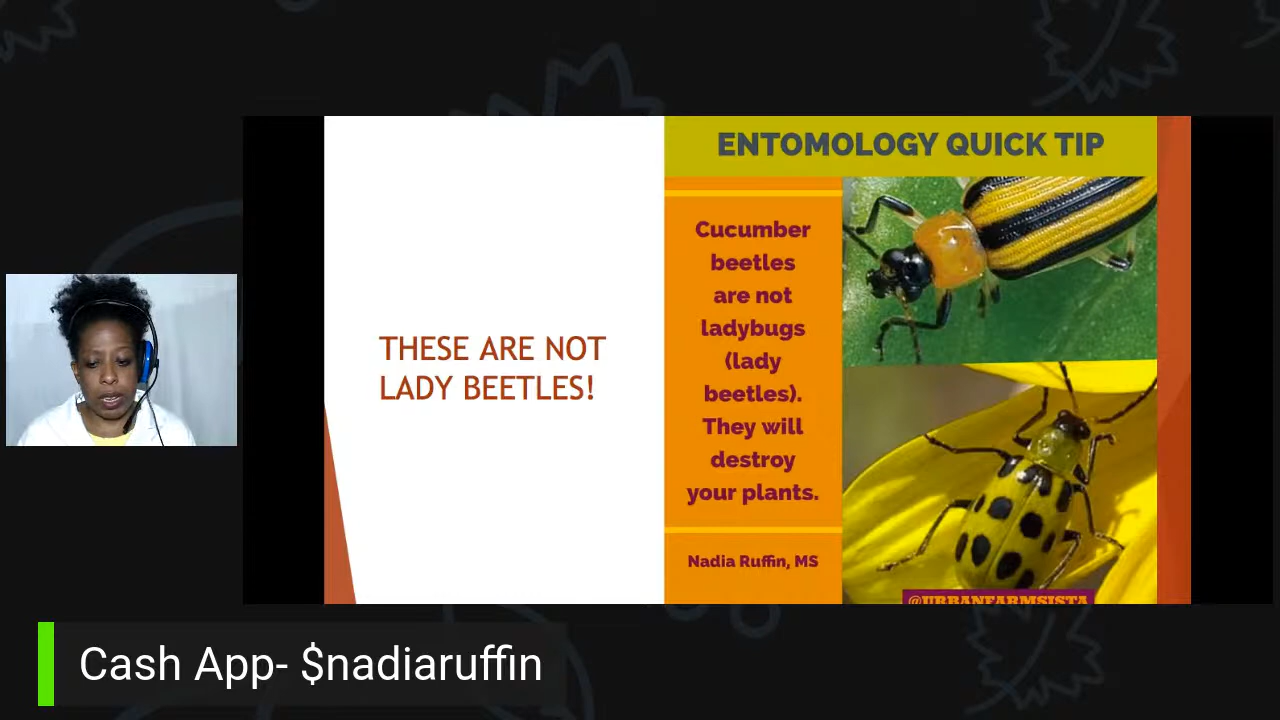 THESE ARE NOT
LADY BEETLES!
ENTOMOLOGY QUICK TIP
Cucumber
beetles
are not
ladybugs
(lady
beetles).
They will
destroy
your plants.
Nadia Ruffin, MS
@URBANFARMSISTA
Cash App- $nadiaruffin